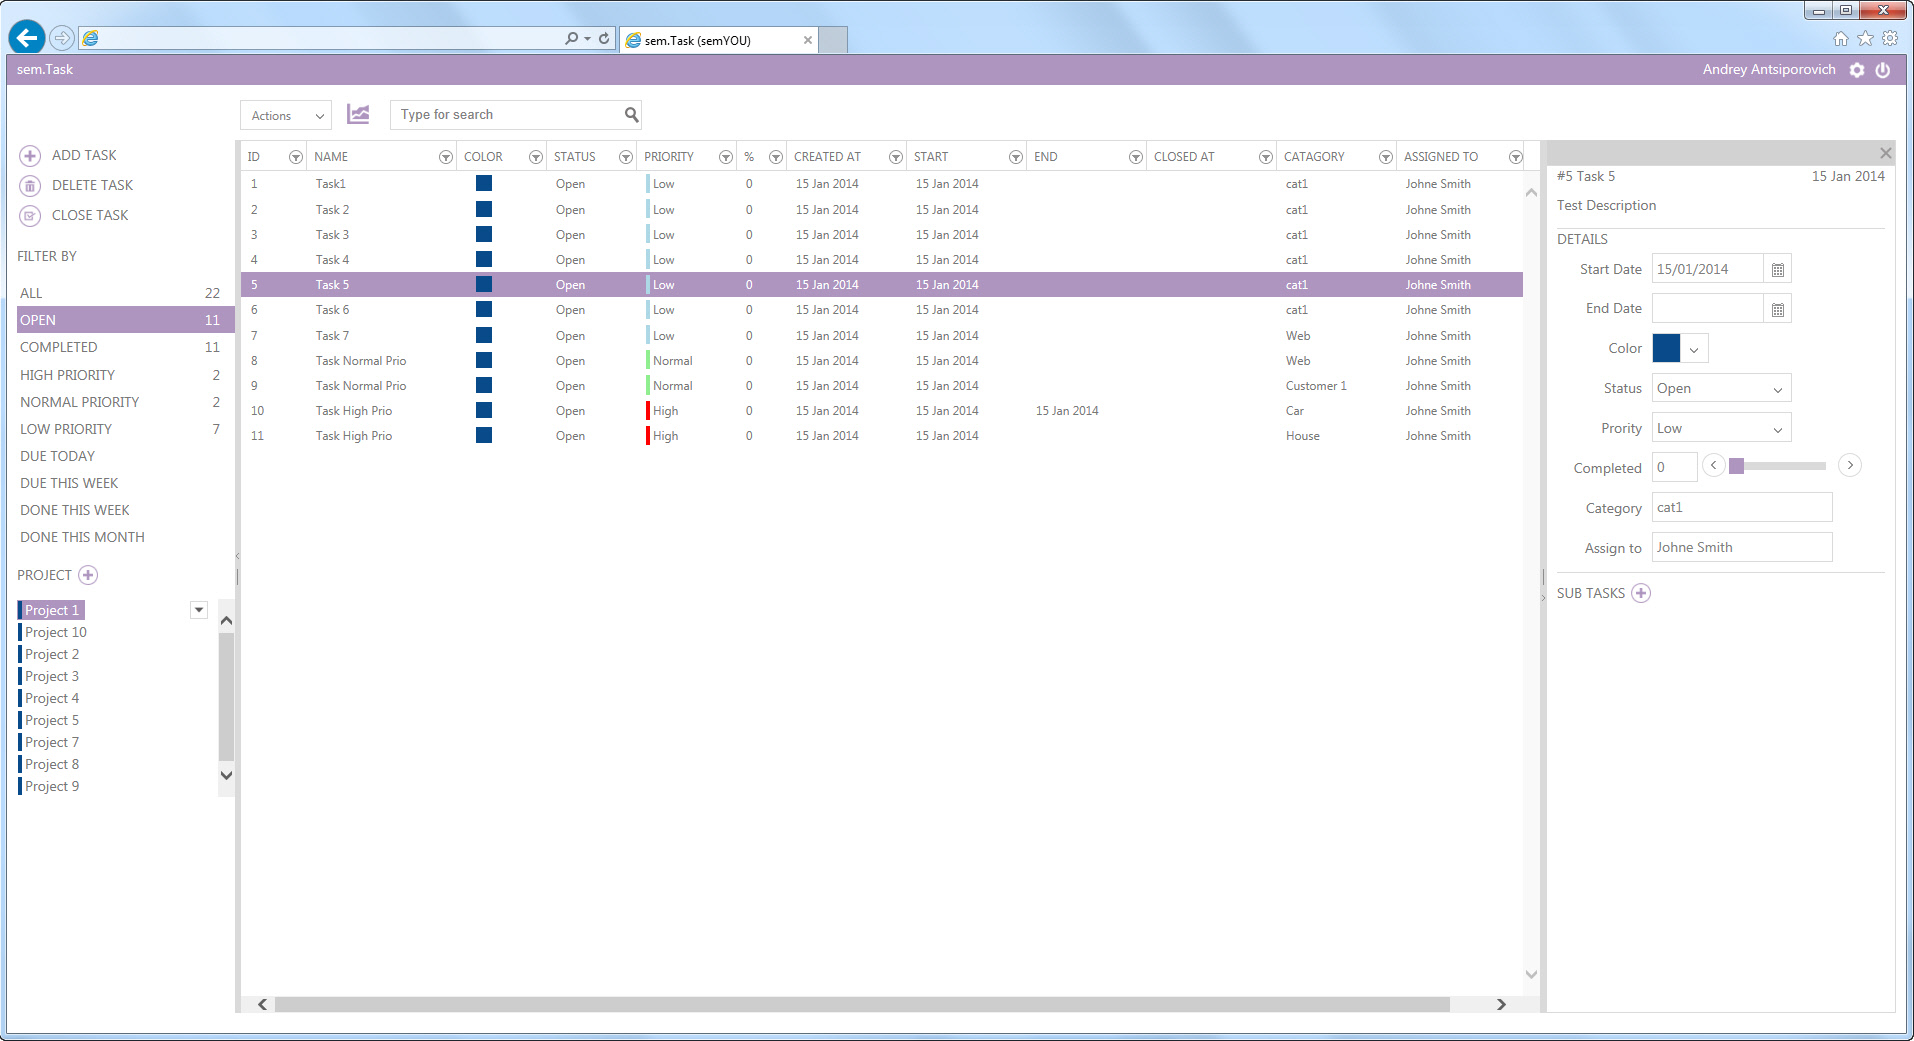 sem.Task (semYOU)
sem.Task
Andrey Antsiporovich
Actions
Type for search
ADD TASK
DELETE TASK
CLOSE TASK
FILTER BY
ALL 22
OPEN 11
COMPLETED 11
HIGH PRIORITY 2
NORMAL PRIORITY 2
LOW PRIORITY 7
DUE TODAY
DUE THIS WEEK
DONE THIS WEEK
DONE THIS MONTH
PROJECT
Project 1
Project 10
Project 2
Project 3
Project 4
Project 5
Project 7
Project 8
Project 9
ID NAME COLOR STATUS PRIORITY % CREATED AT START END CLOSED AT CATAGORY ASSIGNED TO
1 Task1 Open Low 0 15 Jan 2014 15 Jan 2014 cat1 Johne Smith
2 Task 2 Open Low 0 15 Jan 2014 15 Jan 2014 cat1 Johne Smith
3 Task 3 Open Low 0 15 Jan 2014 15 Jan 2014 cat1 Johne Smith
4 Task 4 Open Low 0 15 Jan 2014 15 Jan 2014 cat1 Johne Smith
5 Task 5 Open Low 0 15 Jan 2014 15 Jan 2014 cat1 Johne Smith
6 Task 6 Open Low 0 15 Jan 2014 15 Jan 2014 cat1 Johne Smith
7 Task 7 Open Low 0 15 Jan 2014 15 Jan 2014 Web Johne Smith
8 Task Normal Prio Open Normal 0 15 Jan 2014 15 Jan 2014 Web Johne Smith
9 Task Normal Prio Open Normal 0 15 Jan 2014 15 Jan 2014 Customer 1 Johne Smith
10 Task High Prio Open High 0 15 Jan 2014 15 Jan 2014 15 Jan 2014 Car Johne Smith
11 Task High Prio Open High 0 15 Jan 2014 15 Jan 2014 House Johne Smith
#5 Task 5 15 Jan 2014
Test Description
DETAILS
Start Date 15/01/2014
End Date
Color
Status Open
Prority Low
Completed 0
Category cat1
Assign to Johne Smith
SUB TASKS